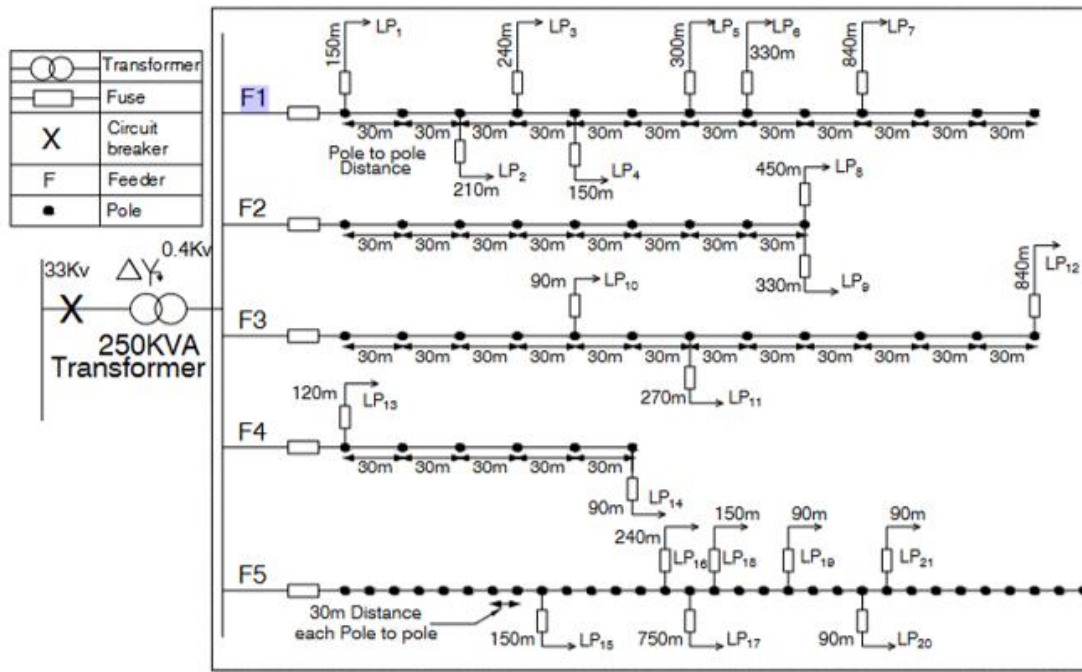 Transformer
Fuse
X Circuit breaker
F Feeder
Pole
33Kv
0.4Kv
X
250KVA
Transformer
F1
150m LP1
240m LP3
300m LP5
330m LP6
840m LP7
30m 30m 30m 30m 30m 30m 30m 30m 30m 30m 30m 30m
Pole to pole
Distance
210m LP2
150m LP4
F2
450m LP8
30m 30m 30m 30m 30m 30m 30m 30m
330m LP9
F3
90m LP10
840m LP12
30m 30m 30m 30m 30m 30m 30m 30m 30m 30m 30m 30m
270m LP11
F4
120m LP13
30m 30m 30m 30m 30m
90m LP14
F5
240m LP16
150m LP18
90m LP19
90m LP21
30m Distance
each Pole to pole
150m LP15
750m LP17
90m LP20